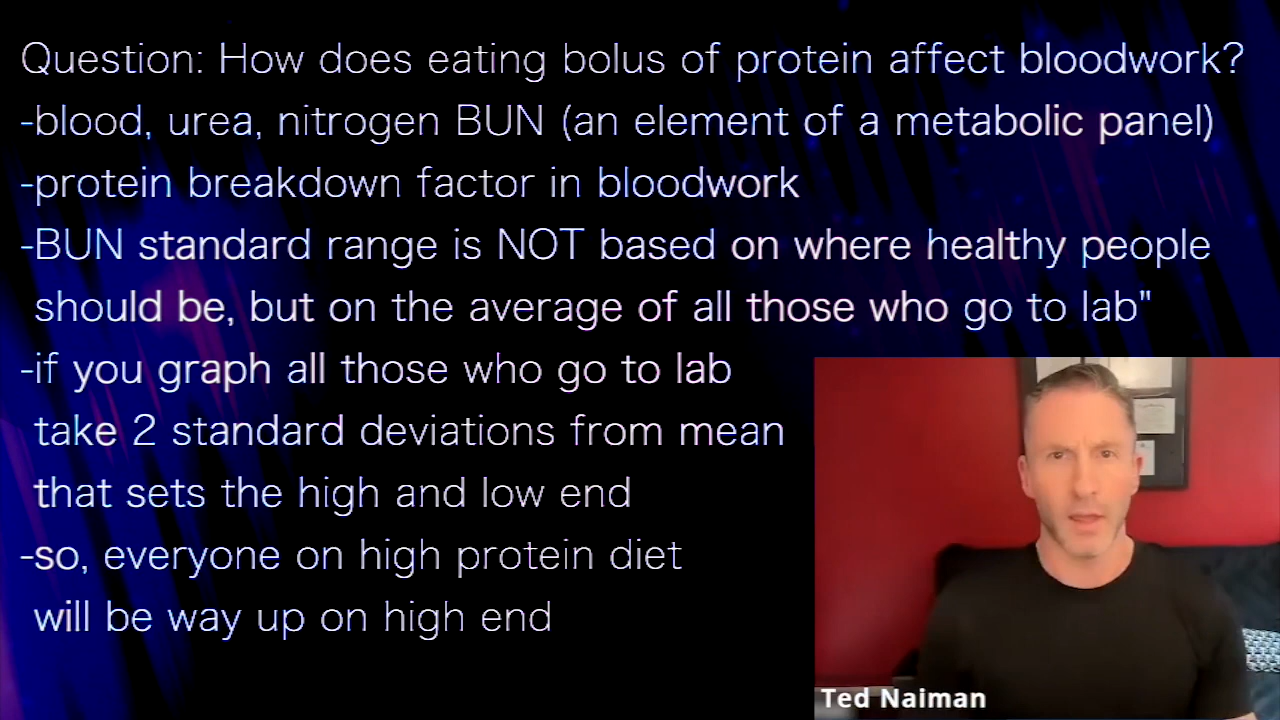 Question: How does eating bolus of protein affect bloodwork?
-blood, urea, nitrogen BUN (an element of a metabolic panel)
-protein breakdown factor in bloodwork
-BUN standard range is NOT based on where healthy people
should be, but on the average of all those who go to lab"
-if you graph all those who go to lab
take 2 standard deviations from mean
that sets the high and low end
-so, everyone on high protein diet
will be way up on high end
Ted Naiman